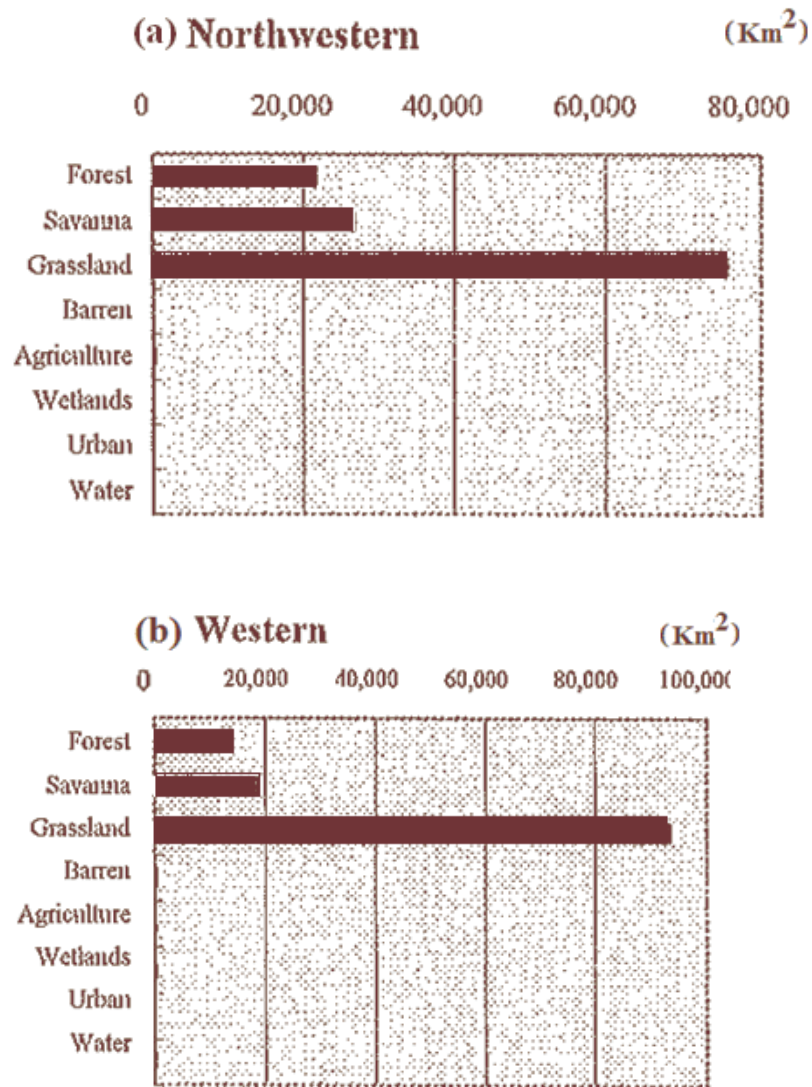 (a) Northwestern (Km²)
0 20,000 40,000 60,000 80,000
Forest
Savanna
Grassland
Barren
Agriculture
Wetlands
Urban
Water
(b) Western (Km²)
0 20,000 40,000 60,000 80,000 100,000
Forest
Savanna
Grassland
Barren
Agriculture
Wetlands
Urban
Water